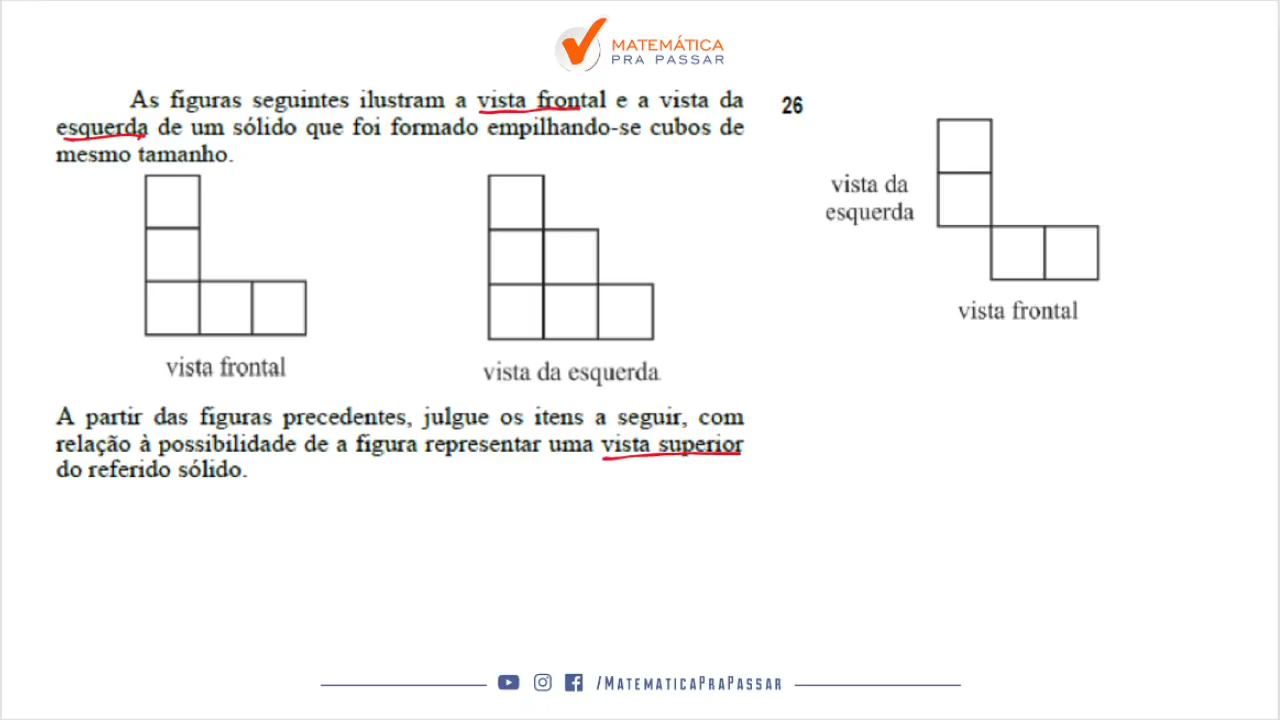 MATEMÁTICA
PRA PASSAR
As figuras seguintes ilustram a vista frontal e a vista da
esquerda de um sólido que foi formado empilhando-se cubos de
mesmo tamanho.
vista frontal
vista da esquerda
A partir das figuras precedentes, julgue os itens a seguir, com
relação à possibilidade de a figura representar uma vista superior
do referido sólido.
26
vista da
esquerda
vista frontal
/MATEMATICAPRAPASSAR